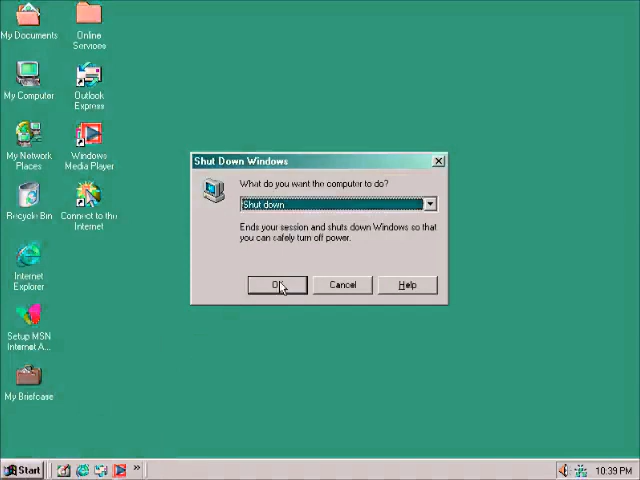 My Documents
Online
Services
My Computer
Outlook
Express
My Network
Places
Windows
Media Player
Recycle Bin
Connect to the
Internet
Internet
Explorer
Setup MSN
Internet A...
My Briefcase
Shut Down Windows
What do you want the computer to do?
Shut down
Ends your session and shuts down Windows so that
you can safely turn off power.
OK Cancel Help
Start
»
10:39 PM